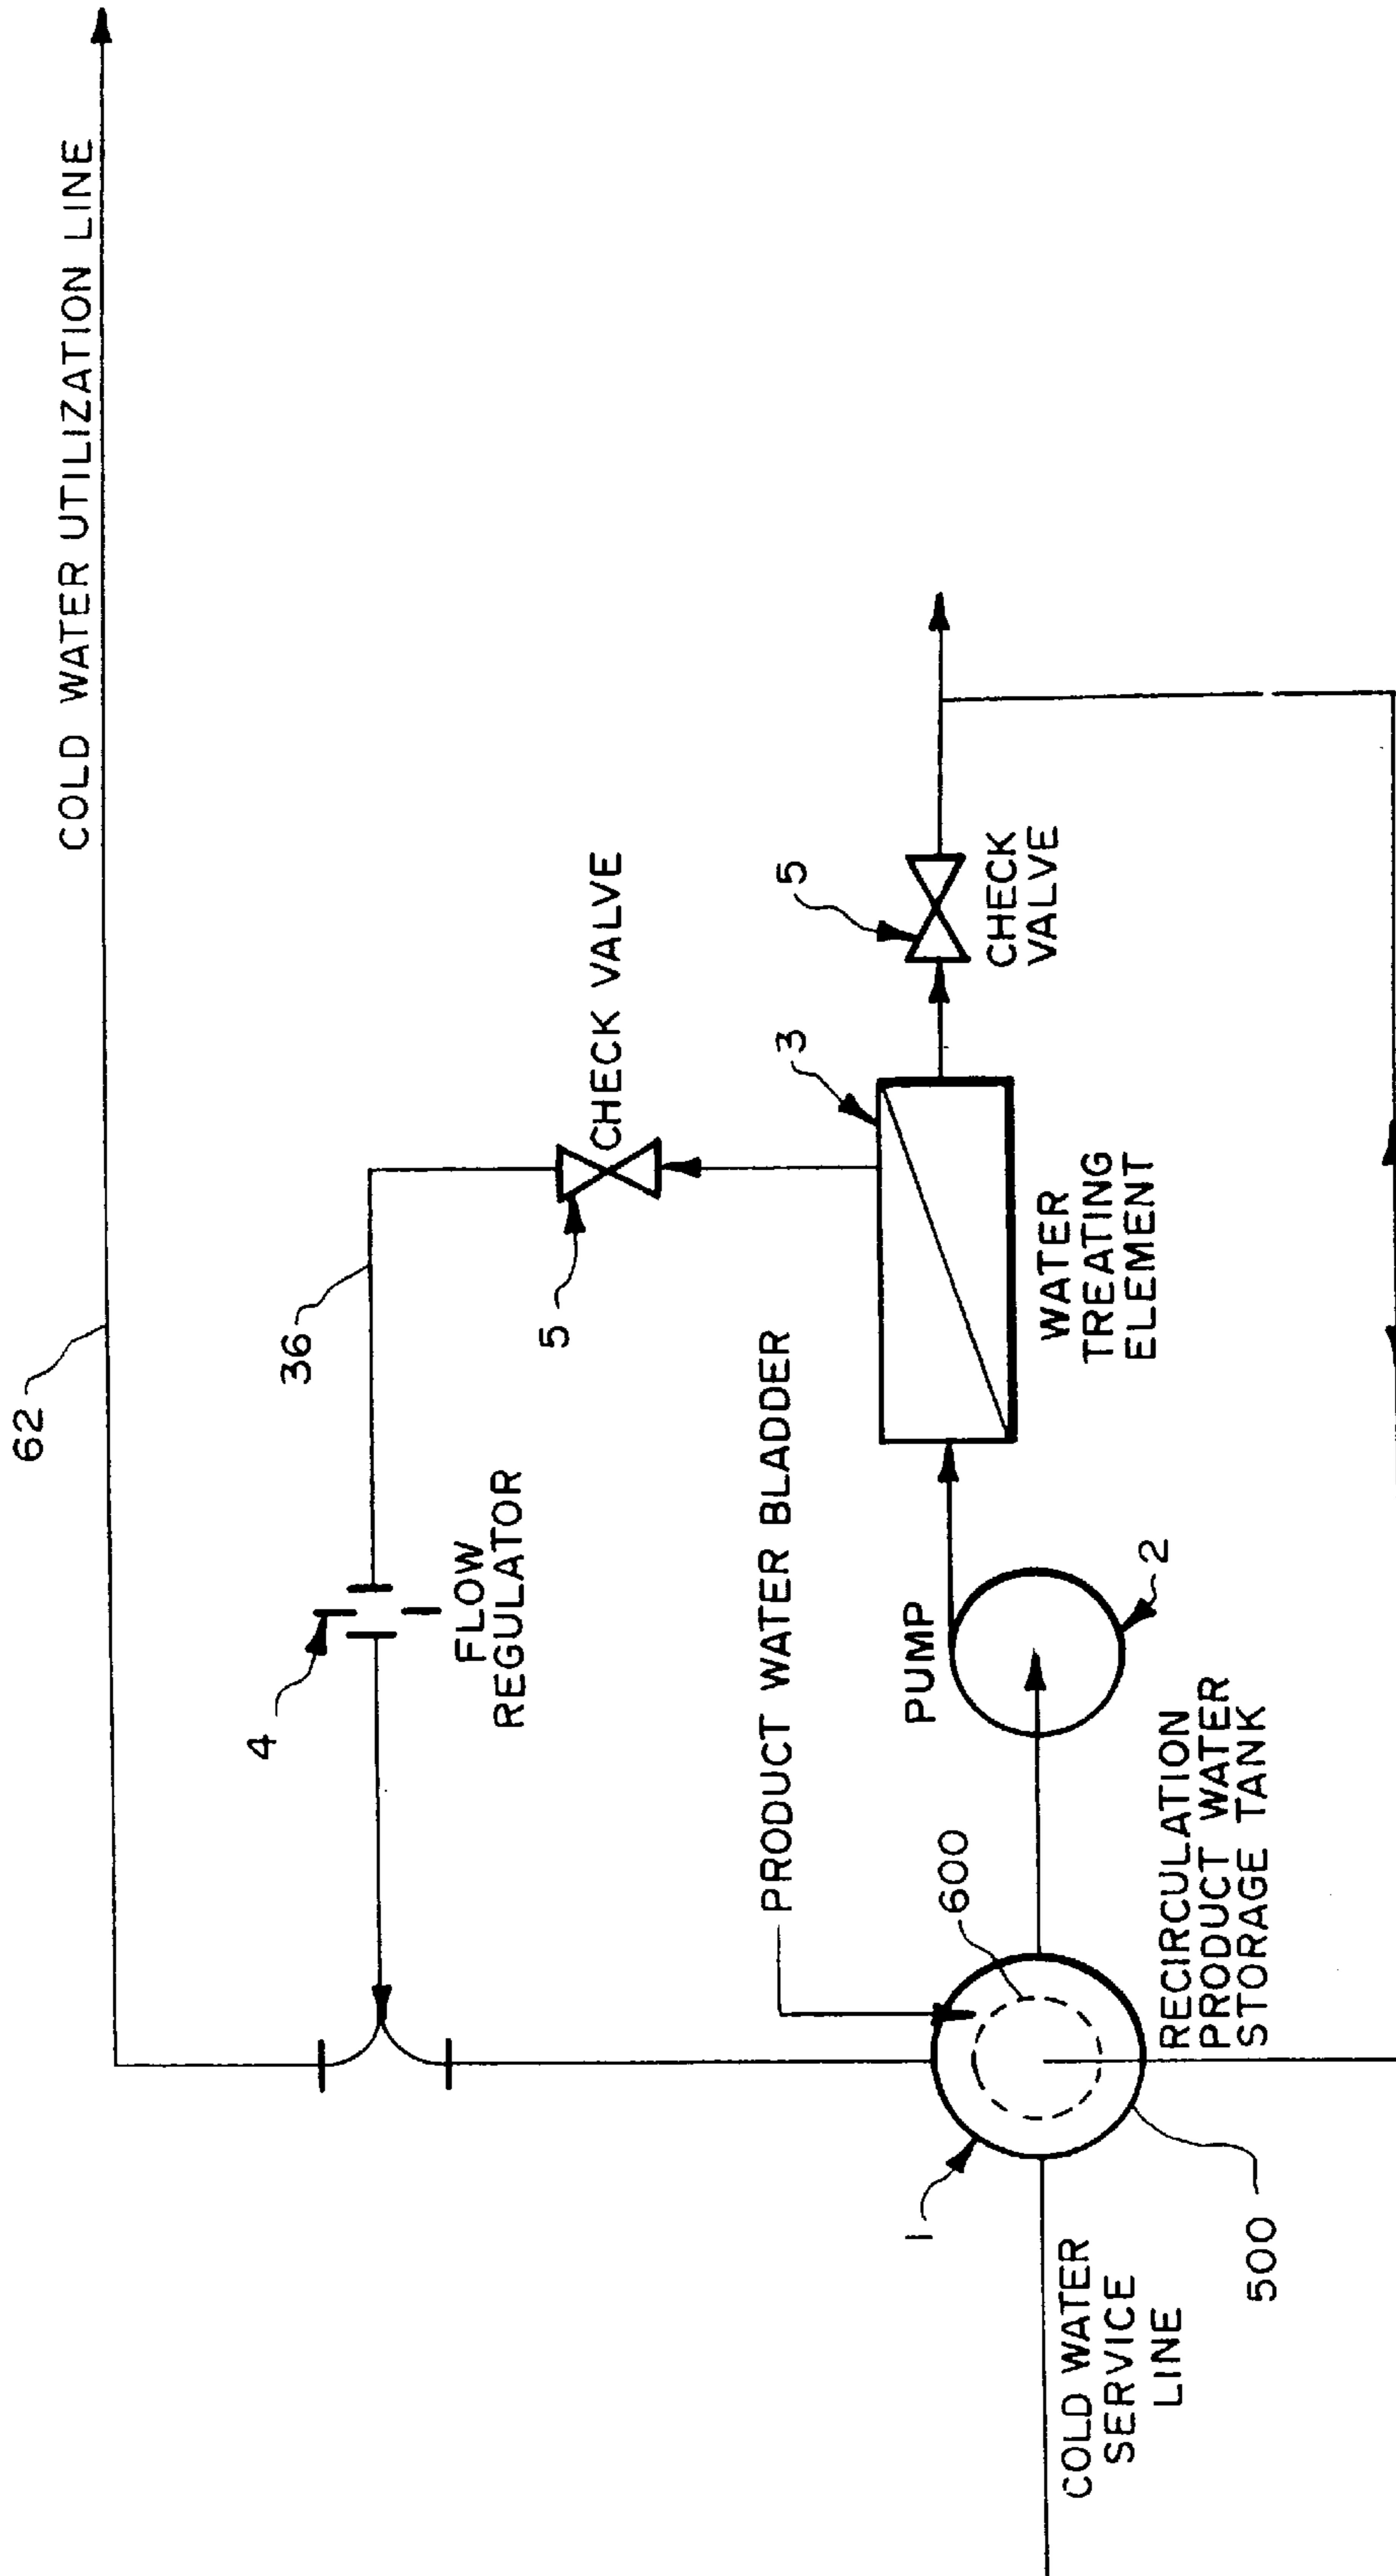 62
COLD WATER UTILIZATION LINE
36
5
CHECK VALVE
4
FLOW
REGULATOR
PRODUCT WATER BLADDER
3
5
CHECK
VALVE
WATER
TREATING
ELEMENT
PUMP
2
600
1
RECIRCULATION
PRODUCT WATER
STORAGE TANK
500
COLD WATER
SERVICE
LINE